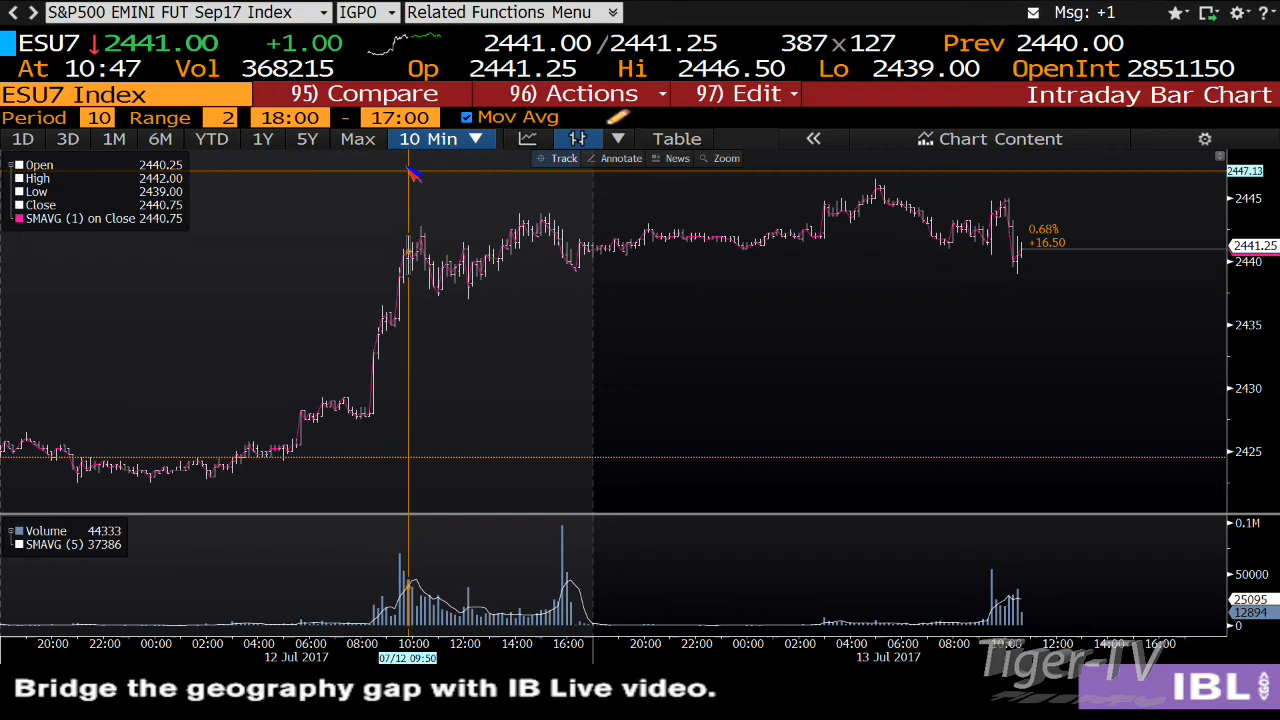 S&P500 EMINI FUT Sep17 Index IGPO Related Functions Menu Msg: +1
ESU7 2441.00 +1.00 2441.00/2441.25 387x127 Prev 2440.00
At 10:47 Vol 368215 Op 2441.25 Hi 2446.50 Lo 2439.00 OpenInt 2851150
ESU7 Index 95) Compare 96) Actions 97) Edit Intraday Bar Chart
Period 10 Range 2 18:00 - 17:00 Mov Avg
1D 3D 1M 6M YTD 1Y 5Y Max 10 Min Table Chart Content
Track Annotate News Zoom
Open 2440.25
High 2442.00
Low 2439.00
Close 2440.75
SMAVG (1) on Close 2440.75
2447.13
2445
0.68%
+16.50
2441.25
2440
2435
2430
2425
Volume 44333
SMAVG (5) 37386
0.1M
50000
25095
12894
0
20:00 22:00 00:00 02:00 04:00 06:00 08:00 10:00 12:00 14:00 16:00 20:00 22:00 00:00 02:00 04:00 06:00 08:00 10:00 12:00 14:00 16:00
12 Jul 2017 07/12 09:50 13 Jul 2017
Tiger-TV
Bridge the geography gap with IB Live video.
IBL